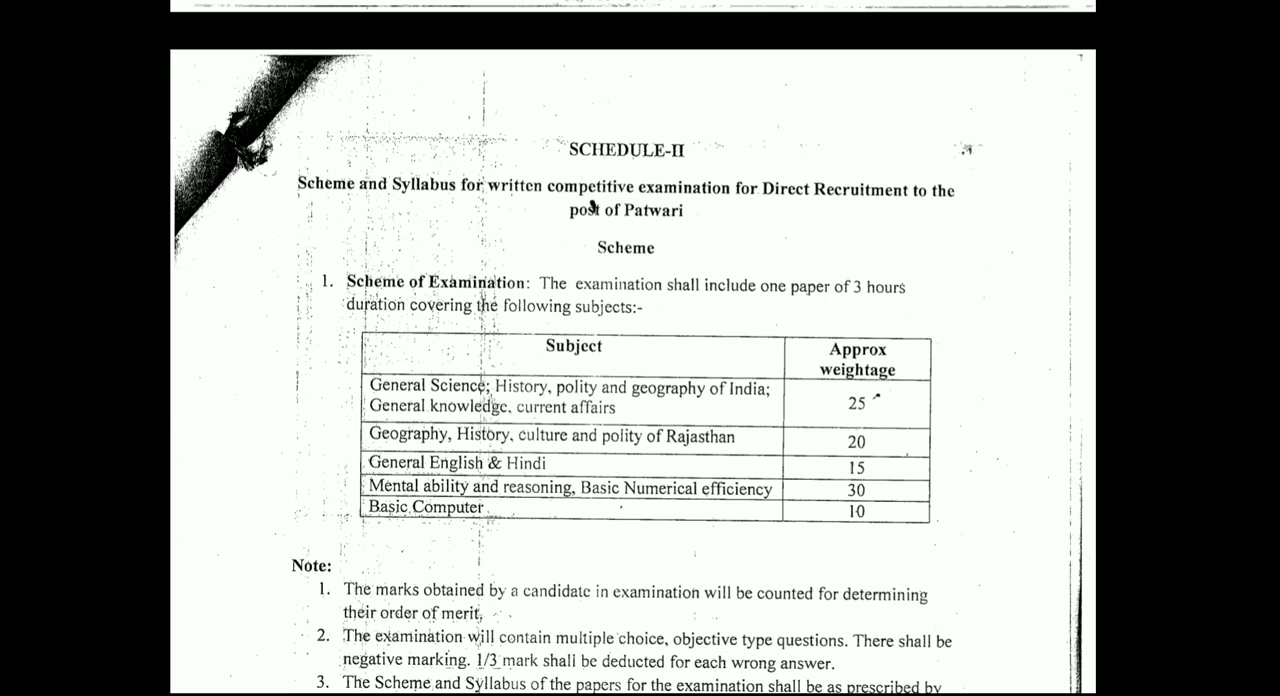 SCHEDULE-II
Scheme and Syllabus for written competitive examination for Direct Recruitment to the
post of Patwari
Scheme
1. Scheme of Examination: The examination shall include one paper of 3 hours
duration covering the following subjects:-
Subject
Approx
weightage
General Science; History, polity and geography of India;
General knowledge, current affairs
25
Geography, History, culture and polity of Rajasthan
20
General English & Hindi
15
Mental ability and reasoning, Basic Numerical efficiency
30
Basic Computer
10
Note:
1. The marks obtained by a candidate in examination will be counted for determining
their order of merit.
2. The examination will contain multiple choice, objective type questions. There shall be
negative marking. 1/3 mark shall be deducted for each wrong answer.
3. The Scheme and Syllabus of the papers for the examination shall be as prescribed by